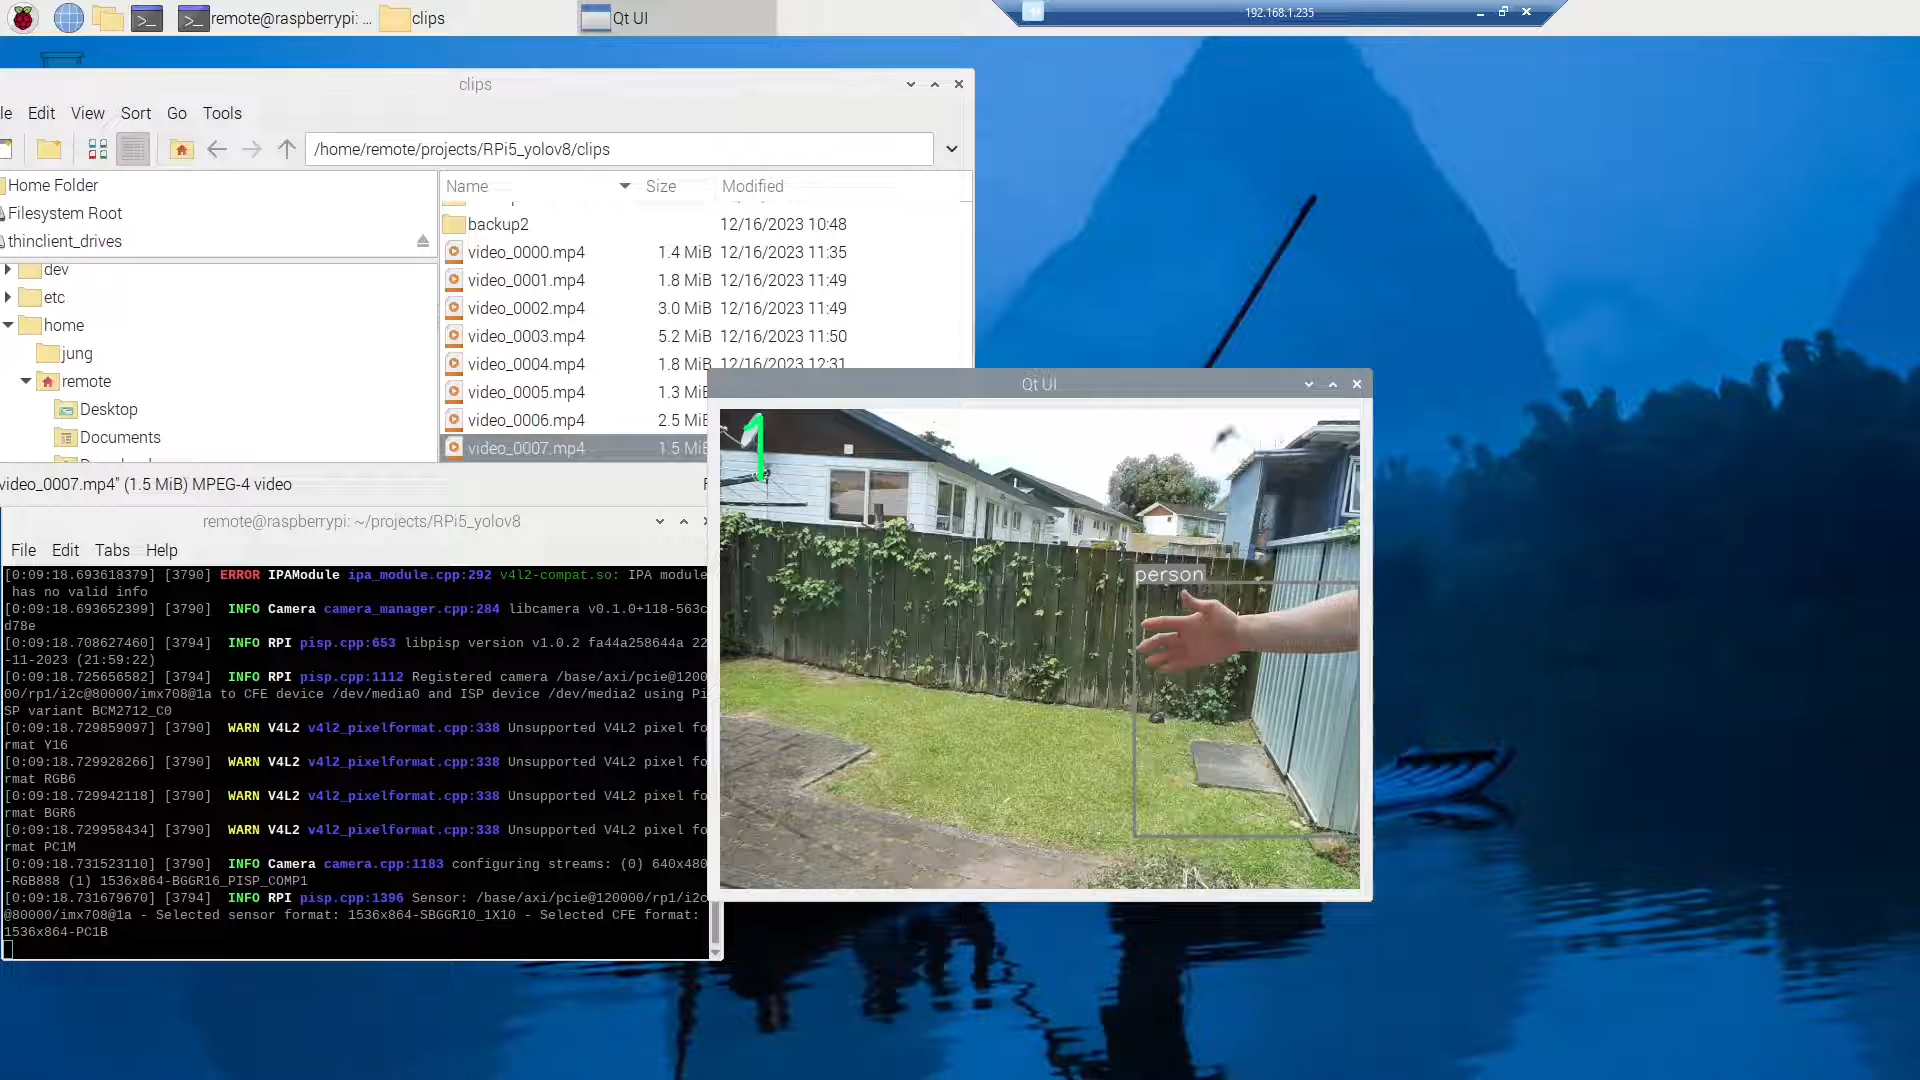 remote@raspberrypi: ...
clips
Qt UI
192.168.1.235
clips
le Edit View Sort Go Tools
/home/remote/projects/RPi5_yolov8/clips
Home Folder
Filesystem Root
thinclient_drives
dev
etc
home
jung
remote
Desktop
Documents
Name Size Modified
backup2 12/16/2023 10:48
video_0000.mp4 1.4 MiB 12/16/2023 11:35
video_0001.mp4 1.8 MiB 12/16/2023 11:49
video_0002.mp4 3.0 MiB 12/16/2023 11:49
video_0003.mp4 5.2 MiB 12/16/2023 11:50
video_0004.mp4 1.8 MiB 12/16/2023 12:31
video_0005.mp4 1.3 MiB
video_0006.mp4 2.5 MiB
video_0007.mp4 1.5 MiB
video_0007.mp4" (1.5 MiB) MPEG-4 video
remote@raspberrypi: ~/projects/RPi5_yolov8
File Edit Tabs Help
[0:09:18.693618379] [3790] ERROR IPAModule ipa_module.cpp:292 v4l2-compat.so: IPA module
has no valid info
[0:09:18.693652399] [3790] INFO Camera camera_manager.cpp:284 libcamera v0.1.0+118-563c
d78e
[0:09:18.708627460] [3794] INFO RPI pisp.cpp:653 libpisp version v1.0.2 fa44a258644a 22
-11-2023 (21:59:22)
[0:09:18.725656582] [3794] INFO RPI pisp.cpp:1112 Registered camera /base/axi/pcie@1200
00/rp1/i2c@80000/imx708@1a to CFE device /dev/media0 and ISP device /dev/media2 using Pi
SP variant BCM2712_C0
[0:09:18.729859097] [3790] WARN V4L2 v4l2_pixelformat.cpp:338 Unsupported V4L2 pixel fo
rmat Y16
[0:09:18.729928266] [3790] WARN V4L2 v4l2_pixelformat.cpp:338 Unsupported V4L2 pixel fo
rmat RGB6
[0:09:18.729942118] [3790] WARN V4L2 v4l2_pixelformat.cpp:338 Unsupported V4L2 pixel fo
rmat BGR6
[0:09:18.729958434] [3790] WARN V4L2 v4l2_pixelformat.cpp:338 Unsupported V4L2 pixel fo
rmat PC1M
[0:09:18.731523110] [3790] INFO Camera camera.cpp:1183 configuring streams: (0) 640x480
-RGB888 (1) 1536x864-BGGR16_PISP_COMP1
[0:09:18.731679670] [3794] INFO RPI pisp.cpp:1396 Sensor: /base/axi/pcie@120000/rp1/i2c
@80000/imx708@1a - Selected sensor format: 1536x864-SBGGR10_1X10 - Selected CFE format:
1536x864-PC1B
Qt UI
1
person